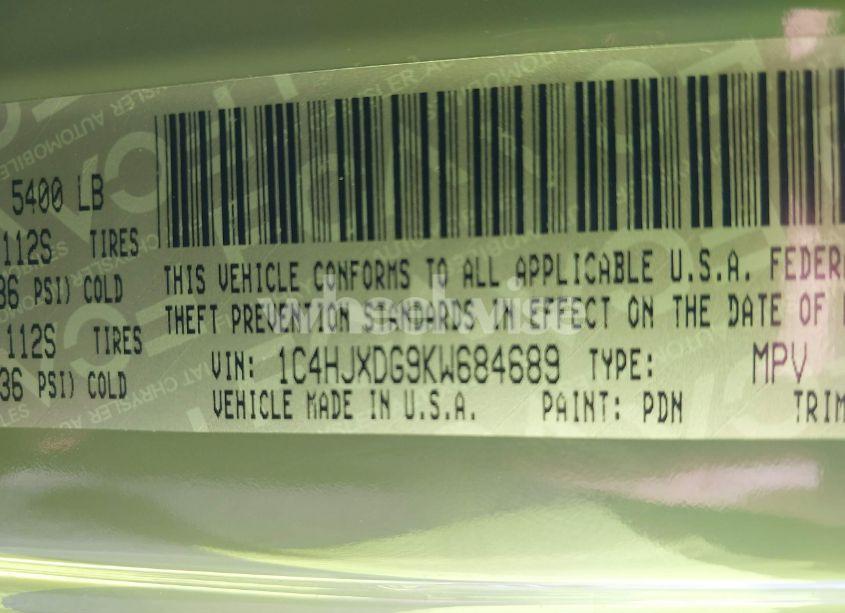 5400 LB
112S TIRES
36 PSI) COLD
112S TIRES
36 PSI) COLD
THIS VEHICLE CONFORMS TO ALL APPLICABLE U.S.A. FEDER
THEFT PREVENTION STANDARDS IN EFFECT ON THE DATE OF
VIN: 1C4HJXDG9KW684689 TYPE: MPV
VEHICLE MADE IN U.S.A. PAINT: PDN TRIM